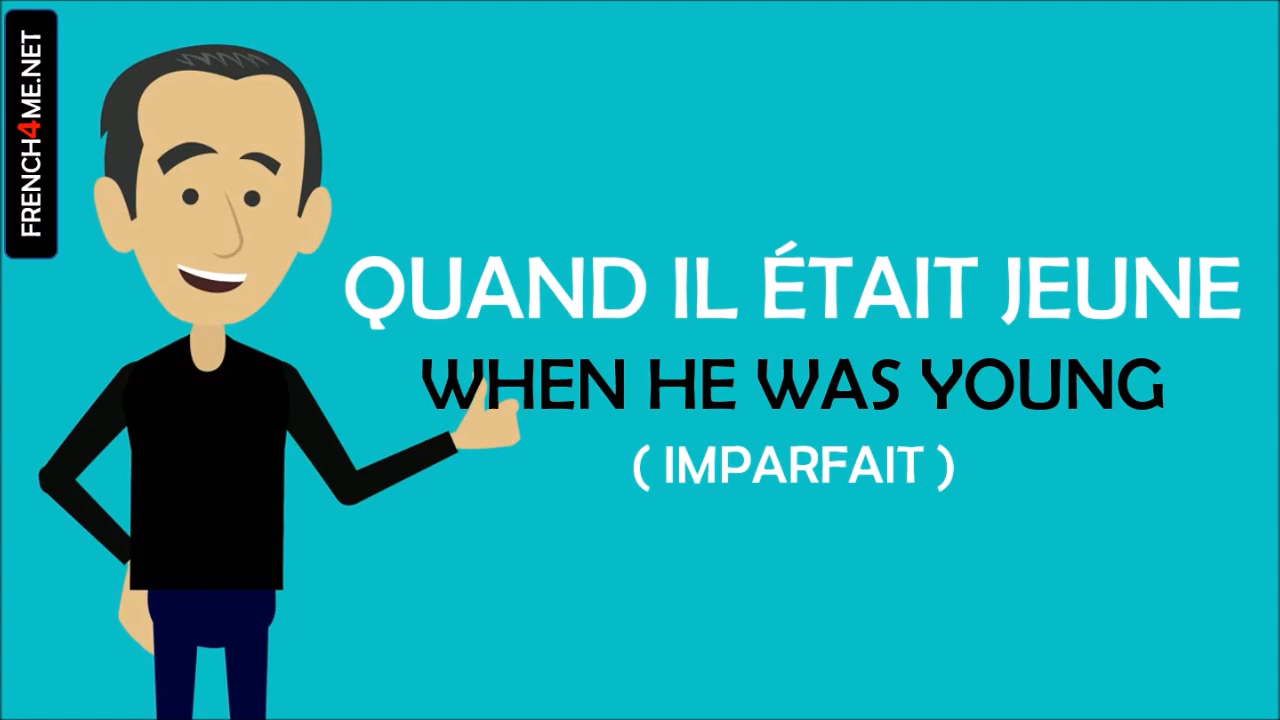 FRENCH4ME.NET
QUAND IL ÉTAIT JEUNE
WHEN HE WAS YOUNG
( IMPARFAIT )